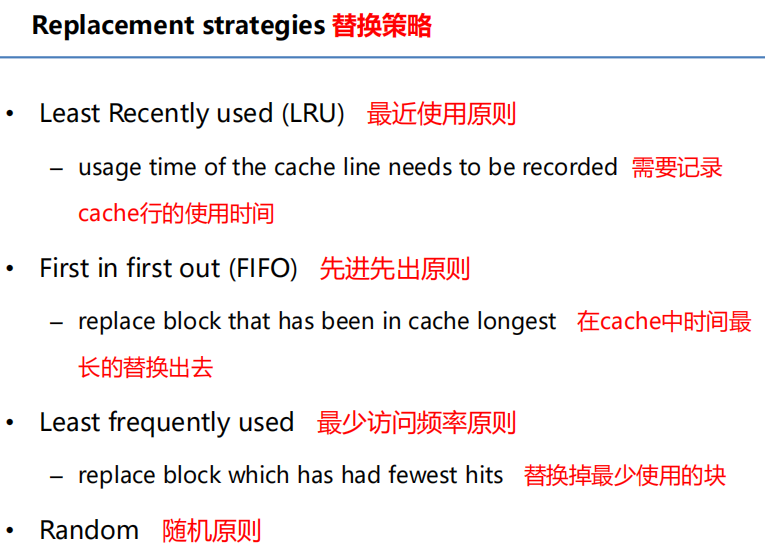 Replacement strategies 替换策略
• Least Recently used (LRU) 最近使用原则
– usage time of the cache line needs to be recorded 需要记录
cache行的使用时间
• First in first out (FIFO) 先进先出原则
– replace block that has been in cache longest 在cache中时间最
长的替换出去
• Least frequently used 最少访问频率原则
– replace block which has had fewest hits 替换掉最少使用的块
• Random 随机原则